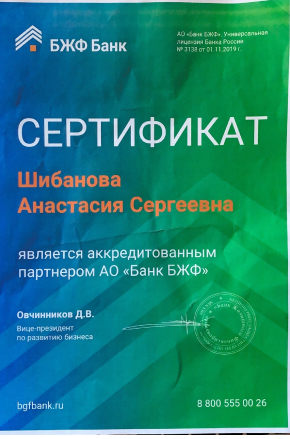 БЖФ Банк
АО «Банк БЖФ». Универсальная
лицензия Банка России
№ 3138 от 01.11.2019 г.
СЕРТИФИКАТ
Шибанова
Анастасия Сергеевна
является аккредитованным
партнером АО «Банк БЖФ»
Овчинников Д.В.
Вице-президент
по развитию бизнеса
bgfbank.ru
8 800 555 00 26